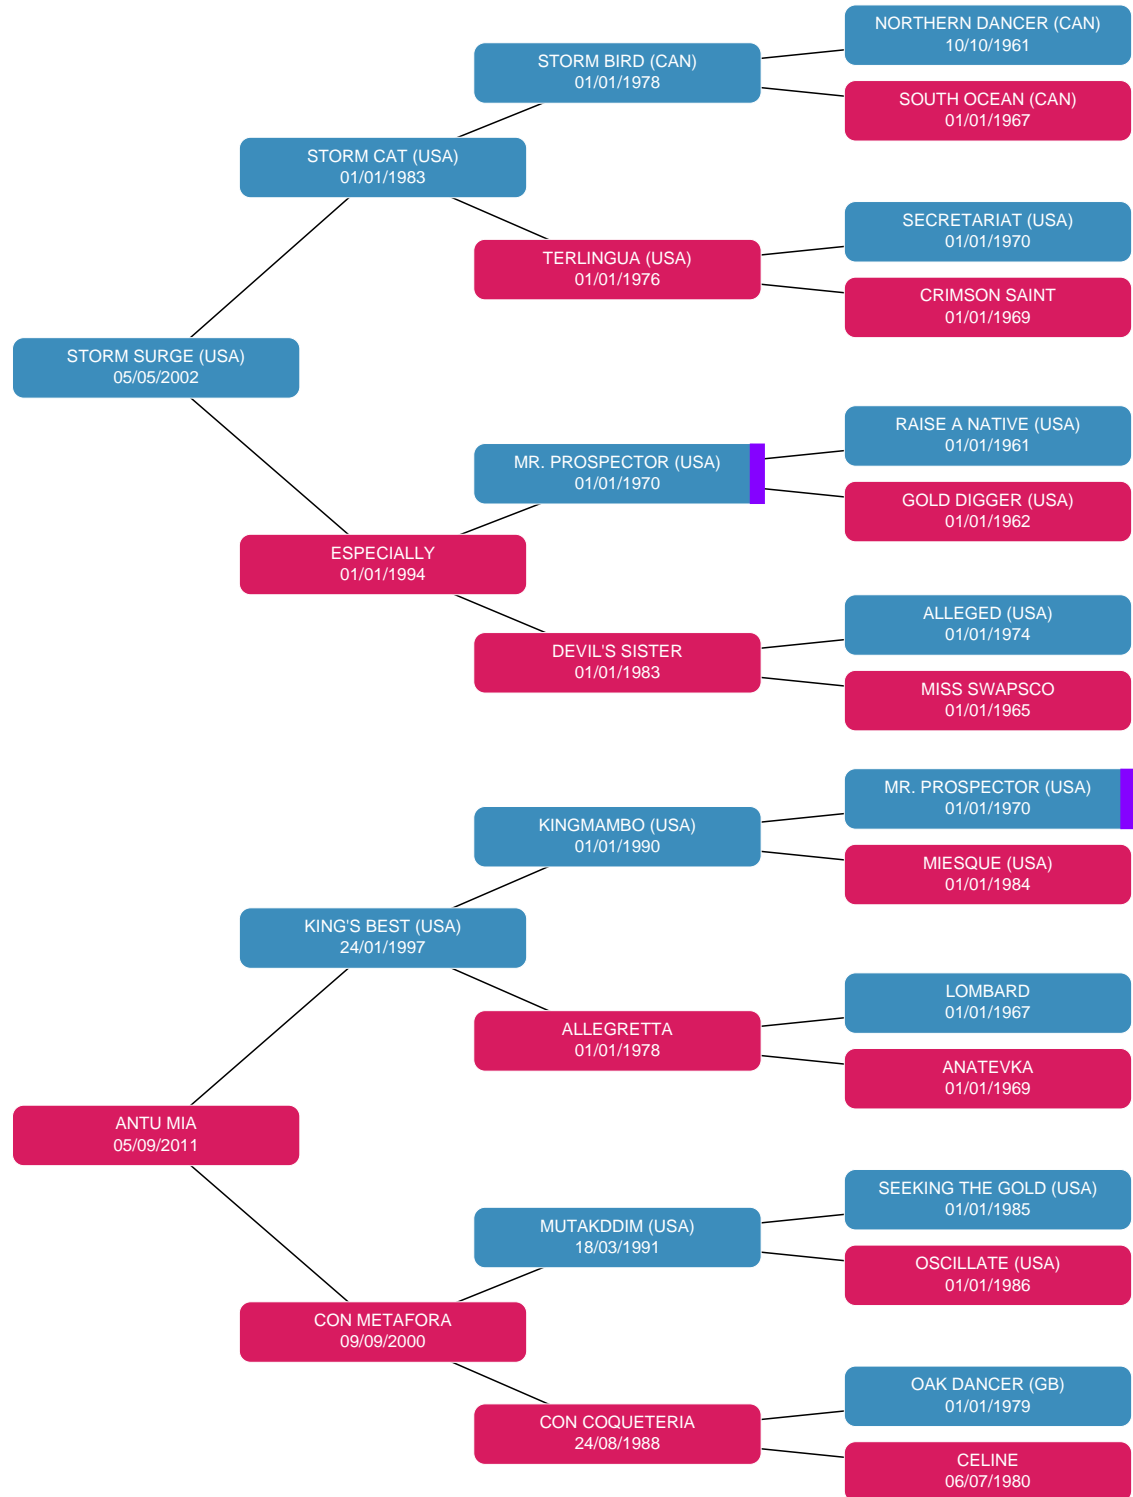 NORTHERN DANCER (CAN)
10/10/1961
STORM BIRD (CAN)
01/01/1978
SOUTH OCEAN (CAN)
01/01/1967
STORM CAT (USA)
01/01/1983
SECRETARIAT (USA)
01/01/1970
TERLINGUA (USA)
01/01/1976
CRIMSON SAINT
01/01/1969
STORM SURGE (USA)
05/05/2002
RAISE A NATIVE (USA)
01/01/1961
MR. PROSPECTOR (USA)
01/01/1970
GOLD DIGGER (USA)
01/01/1962
ESPECIALLY
01/01/1994
ALLEGED (USA)
01/01/1974
DEVIL'S SISTER
01/01/1983
MISS SWAPSCO
01/01/1965
MR. PROSPECTOR (USA)
01/01/1970
KINGMAMBO (USA)
01/01/1990
MIESQUE (USA)
01/01/1984
KING'S BEST (USA)
24/01/1997
LOMBARD
01/01/1967
ALLEGRETTA
01/01/1978
ANATEVKA
01/01/1969
ANTU MIA
05/09/2011
SEEKING THE GOLD (USA)
01/01/1985
MUTAKDDIM (USA)
18/03/1991
OSCILLATE (USA)
01/01/1986
CON METAFORA
09/09/2000
OAK DANCER (GB)
01/01/1979
CON COQUETERIA
24/08/1988
CELINE
06/07/1980